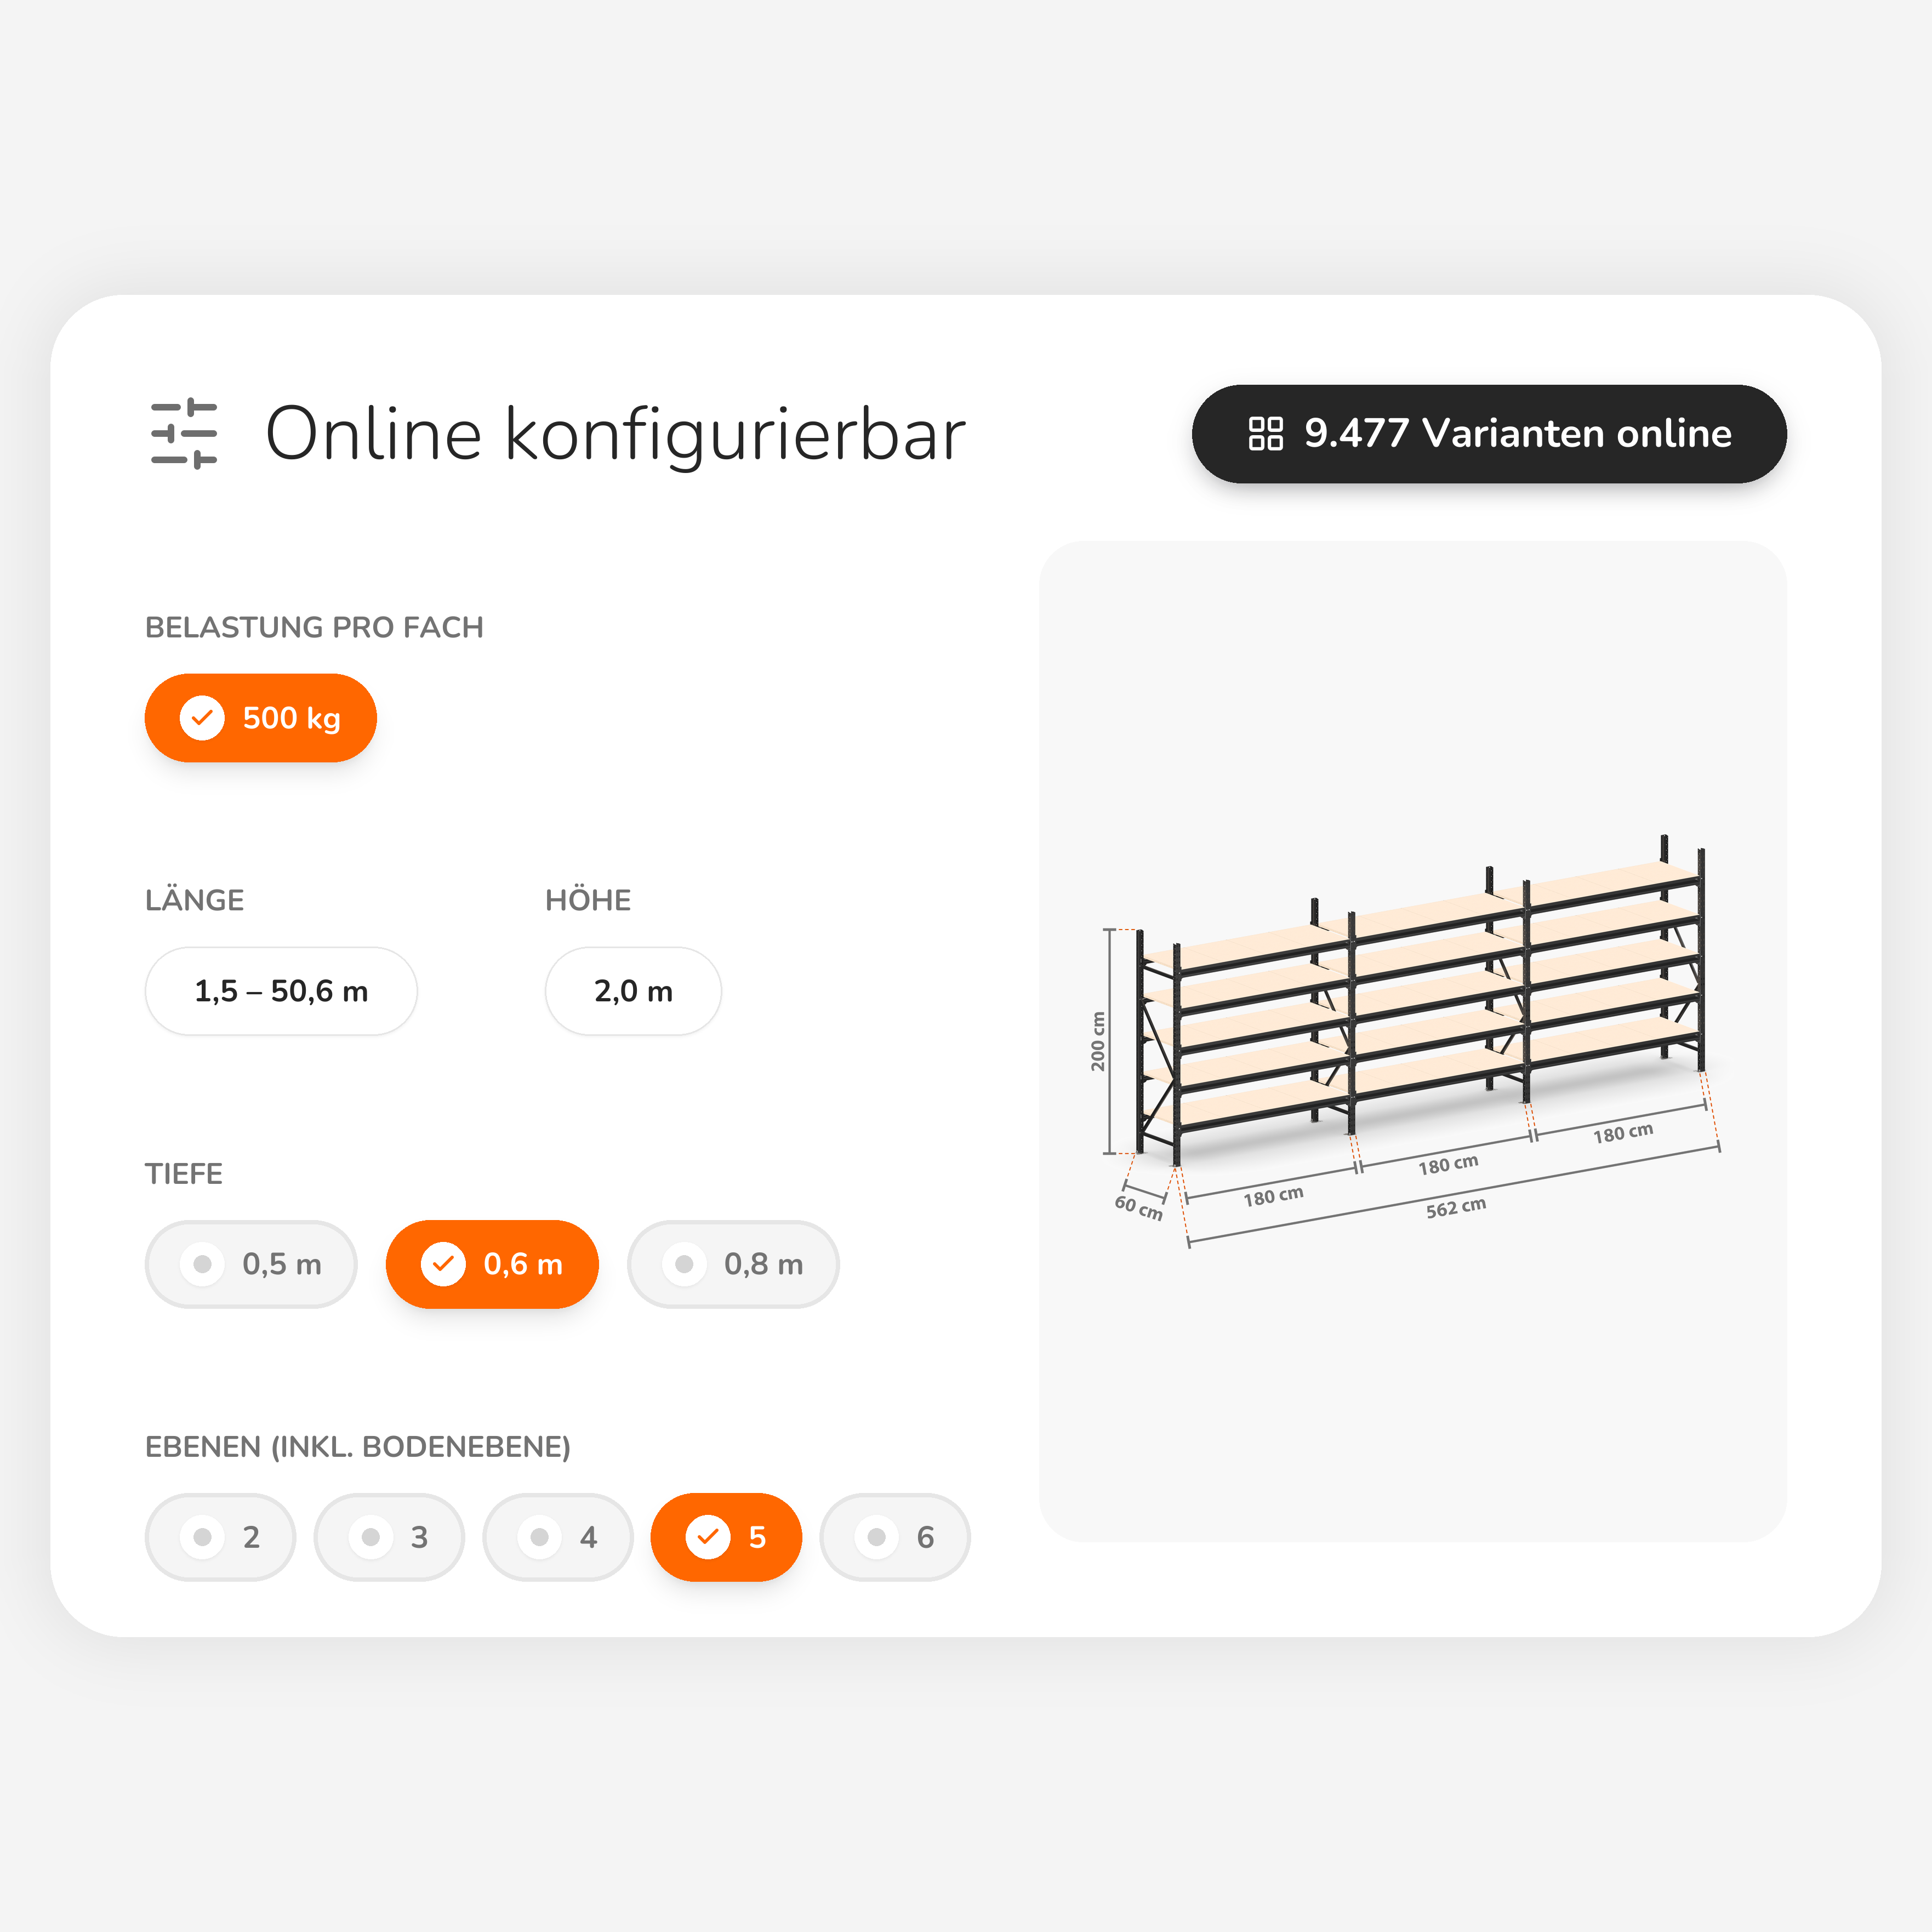 Online konfigurierbar
9.477 Varianten online
BELASTUNG PRO FACH
500 kg
LÄNGE
HÖHE
1,5 – 50,6 m
2,0 m
TIEFE
0,5 m
0,6 m
0,8 m
EBENEN (INKL. BODENEBENE)
2
3
4
5
6
200 cm
60 cm
180 cm
180 cm
180 cm
562 cm